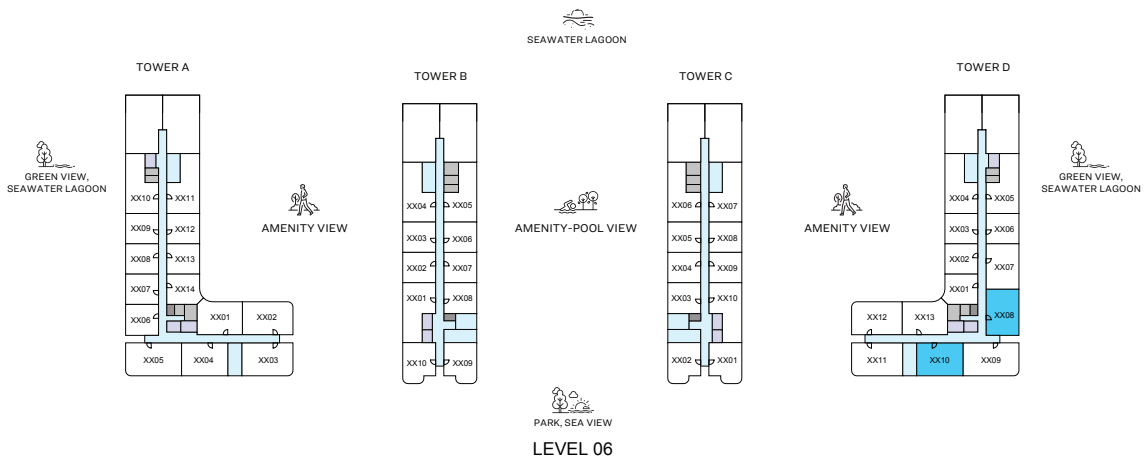 SEAWATER LAGOON
TOWER A
TOWER B
TOWER C
TOWER D
GREEN VIEW,
SEAWATER LAGOON
AMENITY VIEW
AMENITY-POOL VIEW
AMENITY VIEW
GREEN VIEW,
SEAWATER LAGOON
XX10 XX11
XX09 XX12
XX08 XX13
XX07 XX14
XX06
XX01 XX02
XX05 XX04 XX03
XX04 XX05
XX03 XX06
XX02 XX07
XX01 XX08
XX10 XX09
XX06 XX07
XX05 XX08
XX04 XX09
XX03 XX10
XX02 XX01
XX04 XX05
XX03 XX06
XX02 XX07
XX01
XX08
XX12 XX13
XX11 XX10 XX09
PARK, SEA VIEW
LEVEL 06